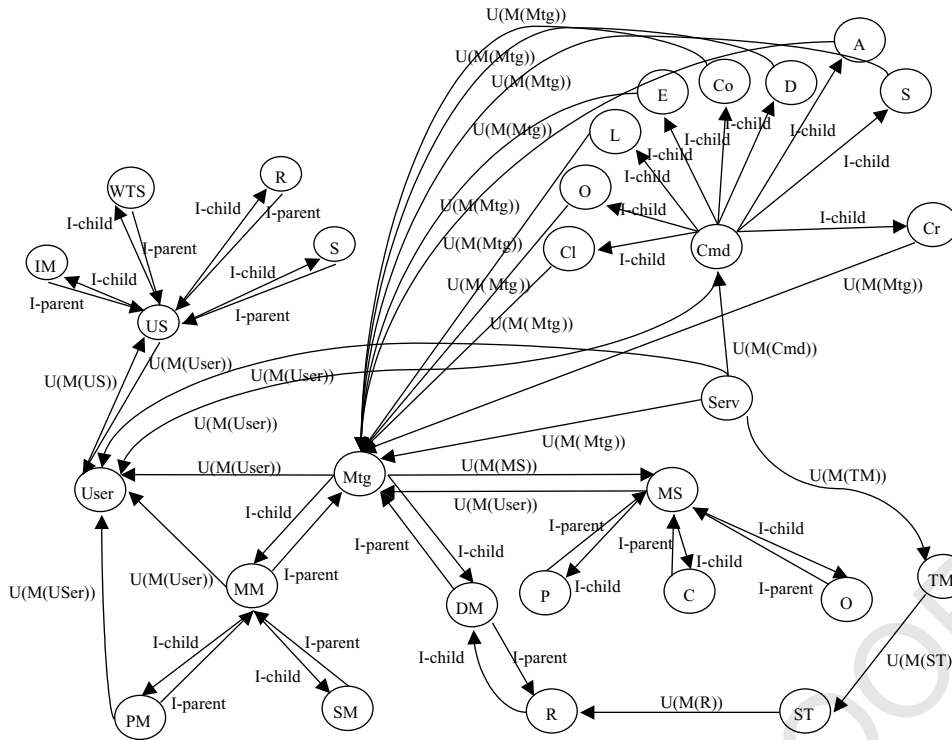 U(M(Mtg))
A
U(M(Mtg))
Co
D
U(M(Mtg))
E
S
U(M(Mtg))
I-child
I-child
L
I-child
I-child
I-child
I-child
R
WTS
U(M(Mtg))
O
I-child
I-child
I-parent
I-child
I-child
Cr
I-parent
S
U(M(Mtg))
Cl
Cmd
IM
I-child
I-child
I-child
U(M( Mtg))
U(M(Mtg))
I-parent
I-parent
US
U(M( Mtg))
U(M(User))
U(M(Cmd))
U(M(US))
U(M(User))
Serv
U(M(User))
U(M( Mtg))
U(M(User))
U(M(MS))
U(M(TM))
User
Mtg
MS
U(M(User))
I-child
I-child
I-parent
I-parent
I-parent
I-child
U(M(User))
I-parent
I-child
I-child
I-parent
TM
U(M(USer))
MM
DM
P
C
O
I-child
I-parent
I-child
I-parent
U(M(ST)
I-child
I-parent
PM
SM
R
U(M(R))
ST